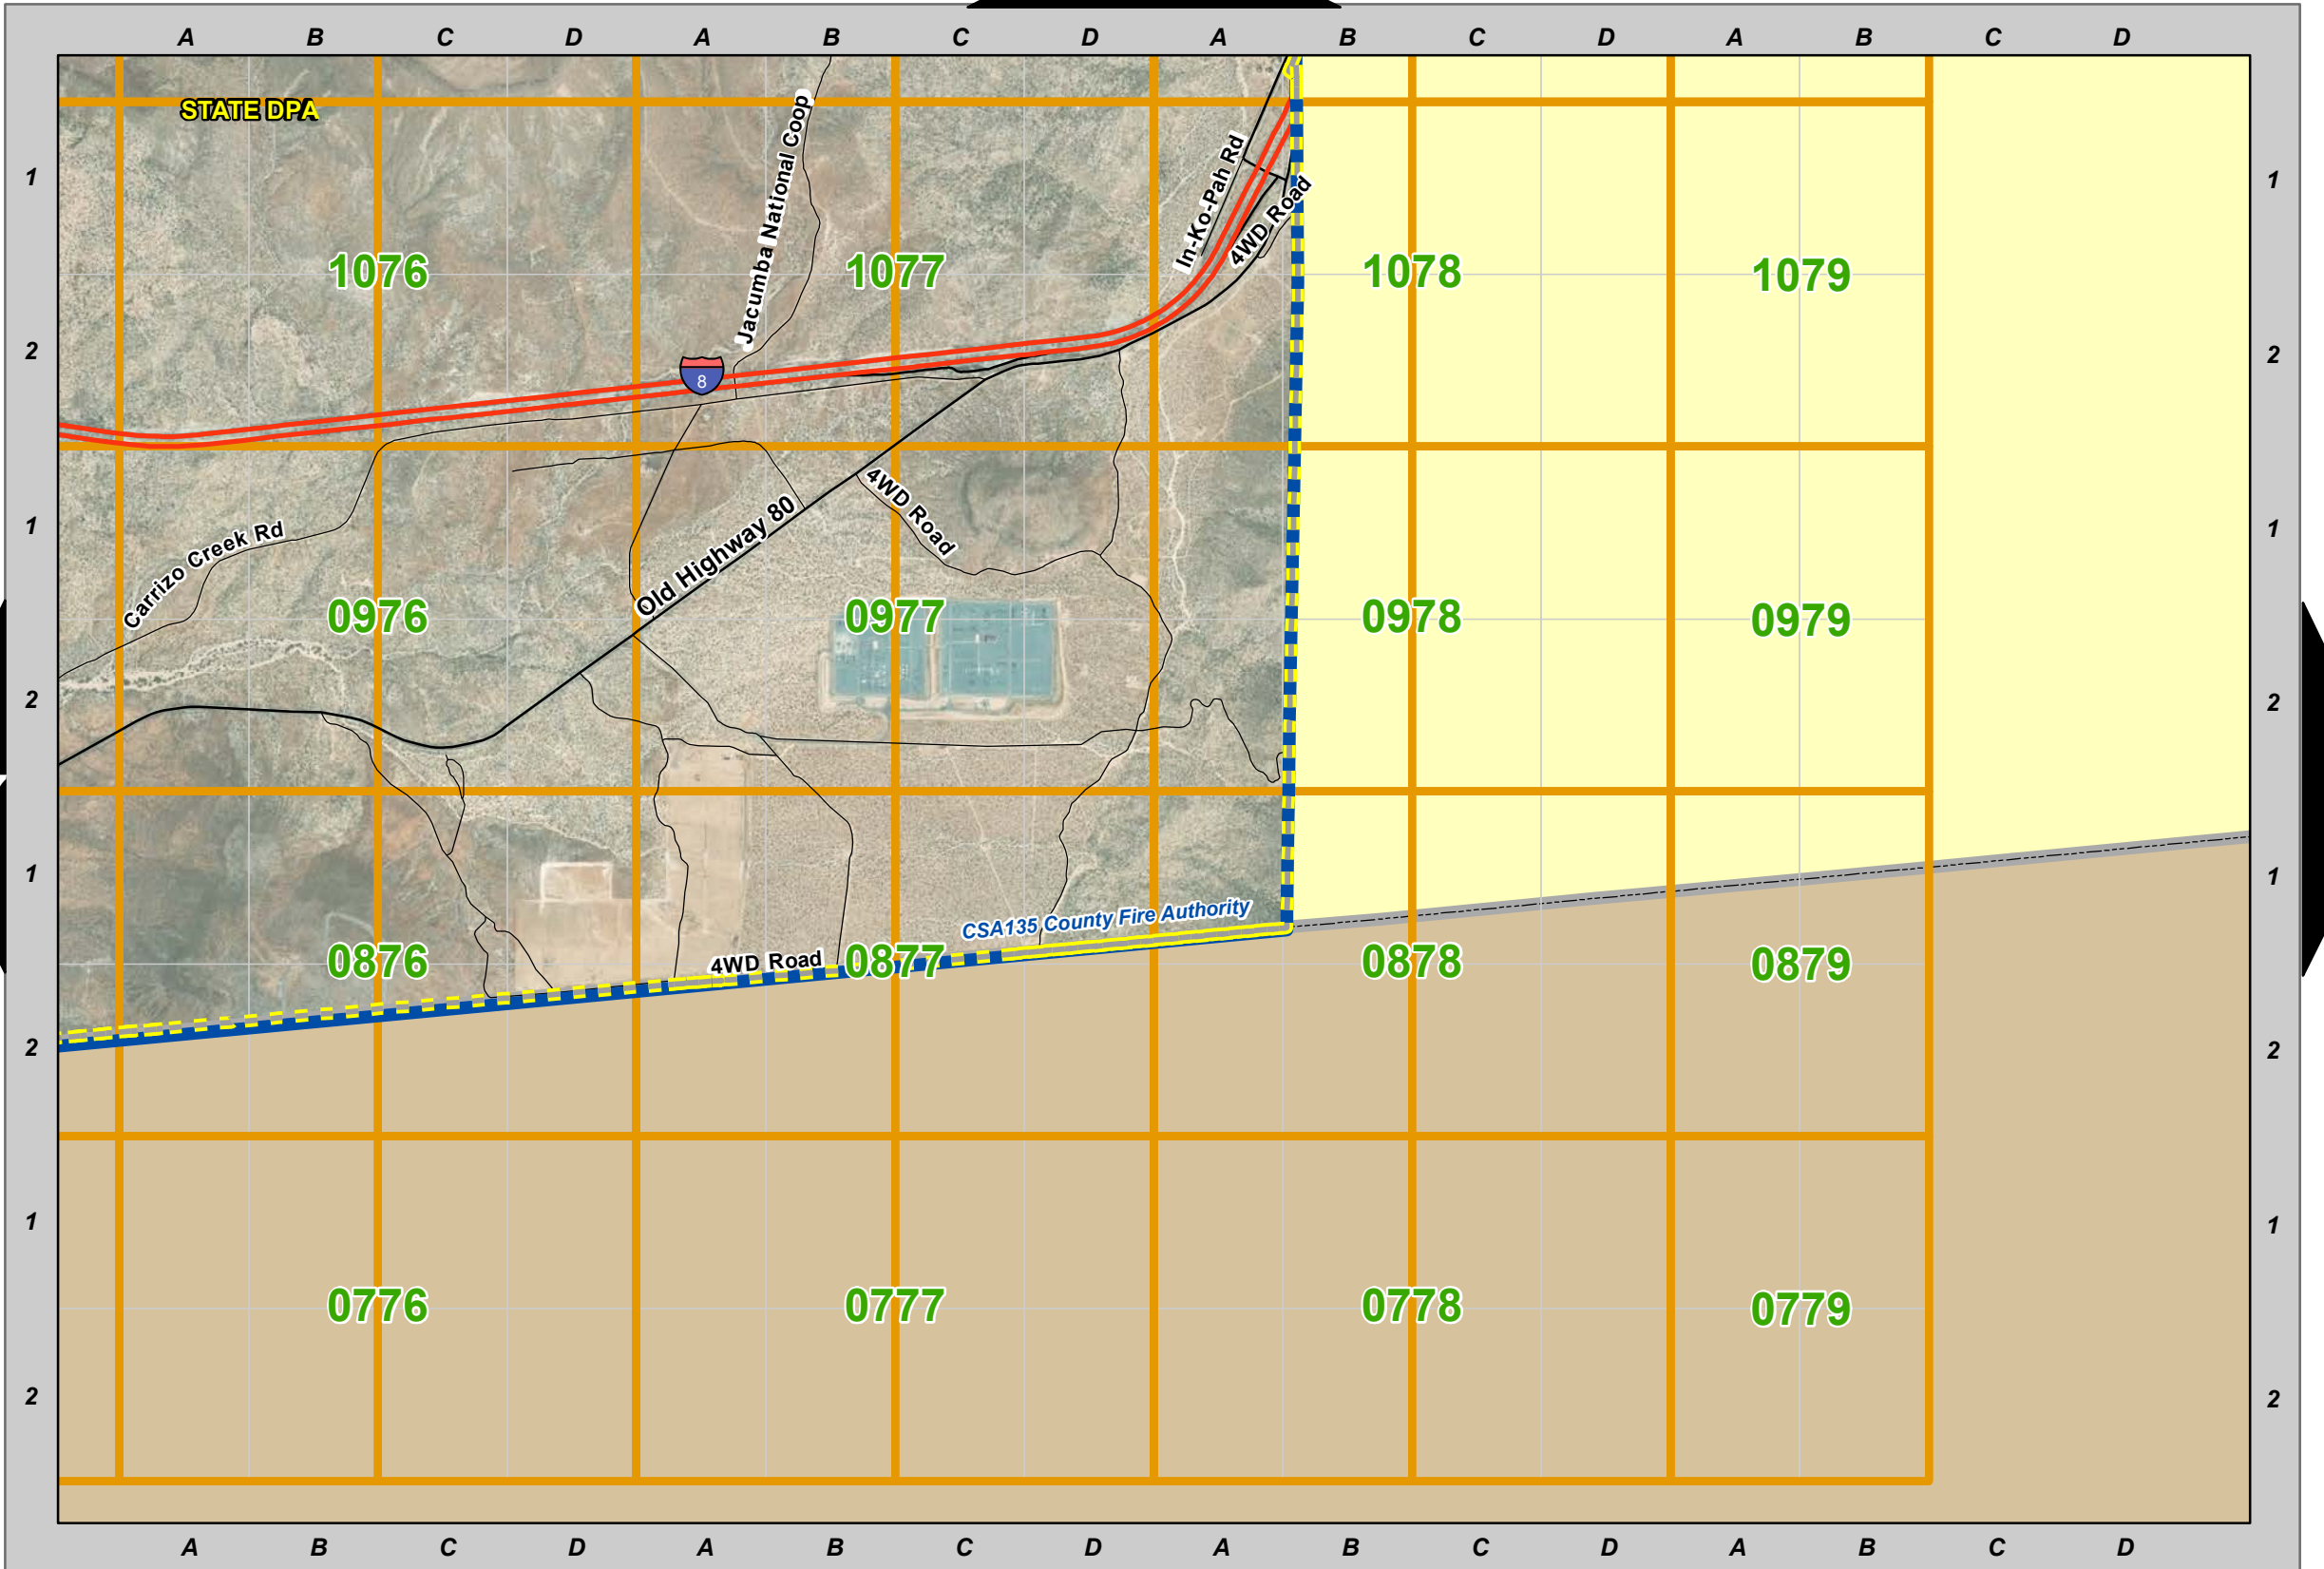 A B C D A B C D A B C D A B C D
STATE DPA
1 1
Jacumba National Coop
In-Ko-Pah Rd
4WD Road
1076 1077 1078 1079
2 2
8
1 1
4WD Road
Old Highway 80
Carrizo Creek Rd
0976 0977 0978 0979
2 2
1 1
CSA135 County Fire Authority
4WD Road
0876 0877 0878 0879
2 2
1 1
0776 0777 0778 0779
2 2
A B C D A B C D A B C D A B C D